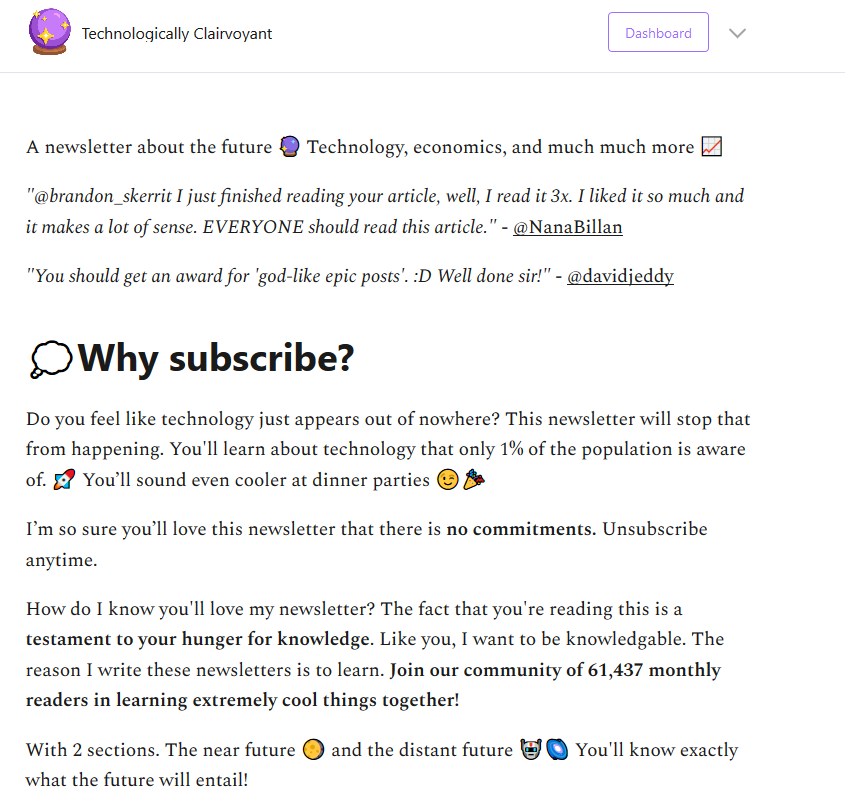 Technologically Clairvoyant
Dashboard
A newsletter about the future 🔮 Technology, economics, and much much more 📈
"@brandon_skerrit I just finished reading your article, well, I read it 3x. I liked it so much and
it makes a lot of sense. EVERYONE should read this article." - @NanaBillan
"You should get an award for 'god-like epic posts'. :D Well done sir!" - @davidjeddy
💭Why subscribe?
Do you feel like technology just appears out of nowhere? This newsletter will stop that
from happening. You'll learn about technology that only 1% of the population is aware
of. 🚀 You’ll sound even cooler at dinner parties 😉🎉
I’m so sure you’ll love this newsletter that there is no commitments. Unsubscribe
anytime.
How do I know you'll love my newsletter? The fact that you're reading this is a
testament to your hunger for knowledge. Like you, I want to be knowledgable. The
reason I write these newsletters is to learn. Join our community of 61,437 monthly
readers in learning extremely cool things together!
With 2 sections. The near future 🌕 and the distant future 🤖🌌 You'll know exactly
what the future will entail!